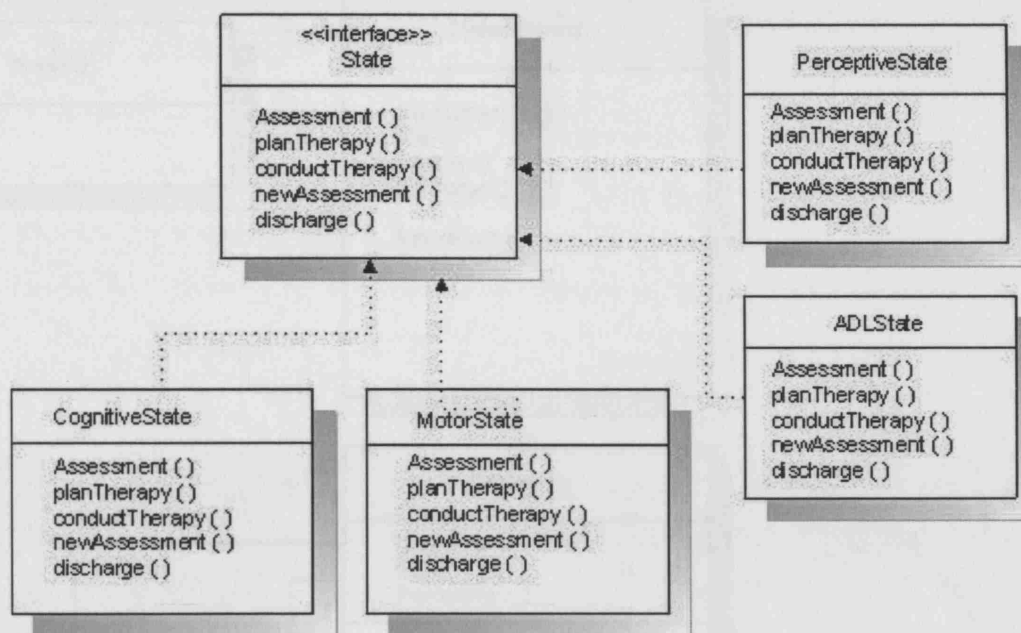 <<interface>>
State
Assessment ( )
planTherapy ( )
conductTherapy ( )
newAssessment ( )
discharge ( )
PerceptiveState
Assessment ( )
planTherapy ( )
conductTherapy ( )
newAssessment ( )
discharge ( )
ADLState
Assessment ( )
planTherapy ( )
conductTherapy ( )
newAssessment ( )
discharge ( )
CognitiveState
Assessment ( )
planTherapy ( )
conductTherapy ( )
newAssessment ( )
discharge ( )
MotorState
Assessment ( )
planTherapy ( )
conductTherapy ( )
newAssessment ( )
discharge ( )